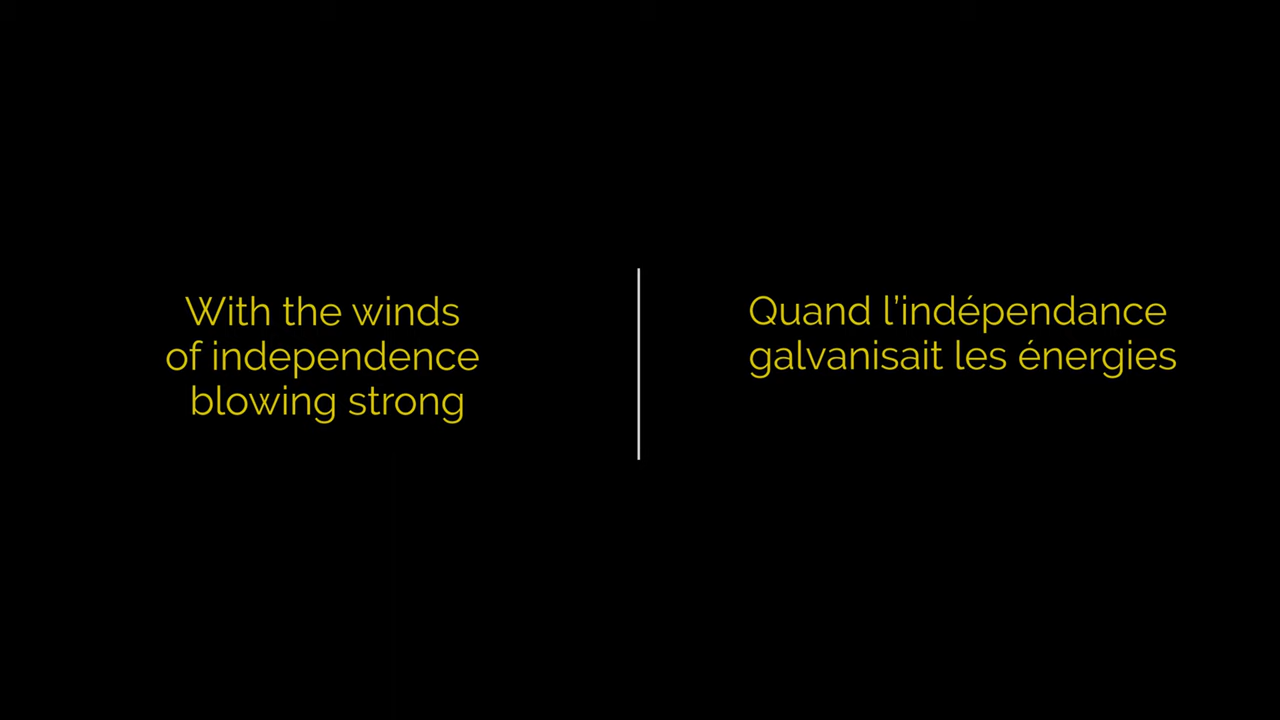 With the winds
of independence
blowing strong
Quand l’indépendance
galvanisait les énergies